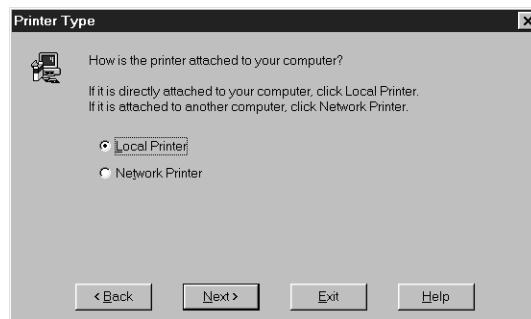 Printer Type
How is the printer attached to your computer?
If it is directly attached to your computer, click Local Printer.
If it is attached to another computer, click Network Printer.
Local Printer
Network Printer
< Back Next > Exit Help